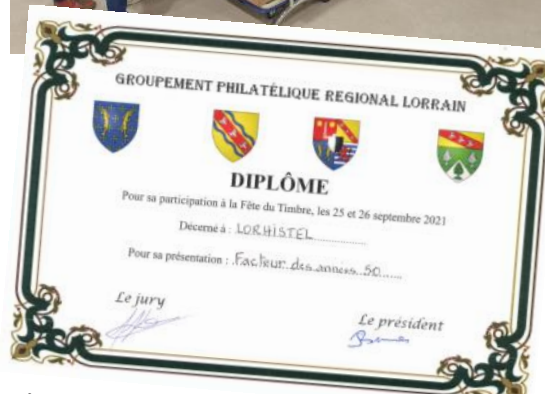 GROUPEMENT PHILATÉLIQUE REGIONAL LORRAIN
DIPLÔME
Pour sa participation à la Fête du Timbre, les 25 et 26 septembre 2021
Décerné à : LORHISTEL
Pour sa présentation : Facteur des années 50
Le jury
Le président